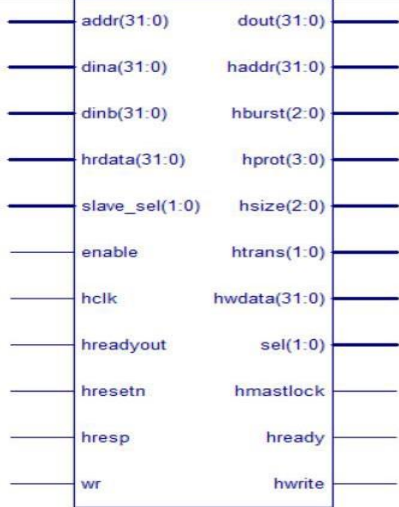 addr(31:0) dout(31:0)
dina(31:0) haddr(31:0)
dinb(31:0) hburst(2:0)
hrdata(31:0) hprot(3:0)
slave_sel(1:0) hsize(2:0)
enable htrans(1:0)
hclk hwdata(31:0)
hreadyout sel(1:0)
hresetn hmastlock
hresp hready
wr hwrite